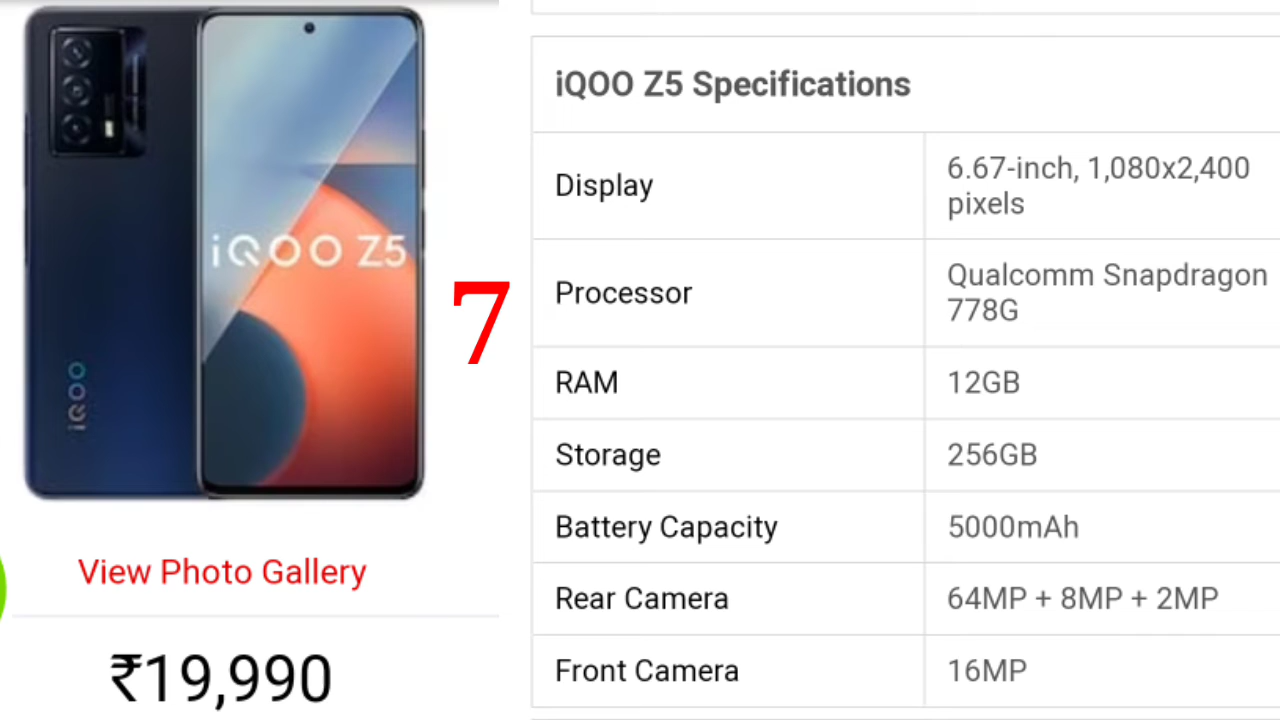 iQOO Z5
iQOO
View Photo Gallery
₹19,990
7
iQOO Z5 Specifications
Display
6.67-inch, 1,080x2,400
pixels
Processor
Qualcomm Snapdragon
778G
RAM
12GB
Storage
256GB
Battery Capacity
5000mAh
Rear Camera
64MP + 8MP + 2MP
Front Camera
16MP